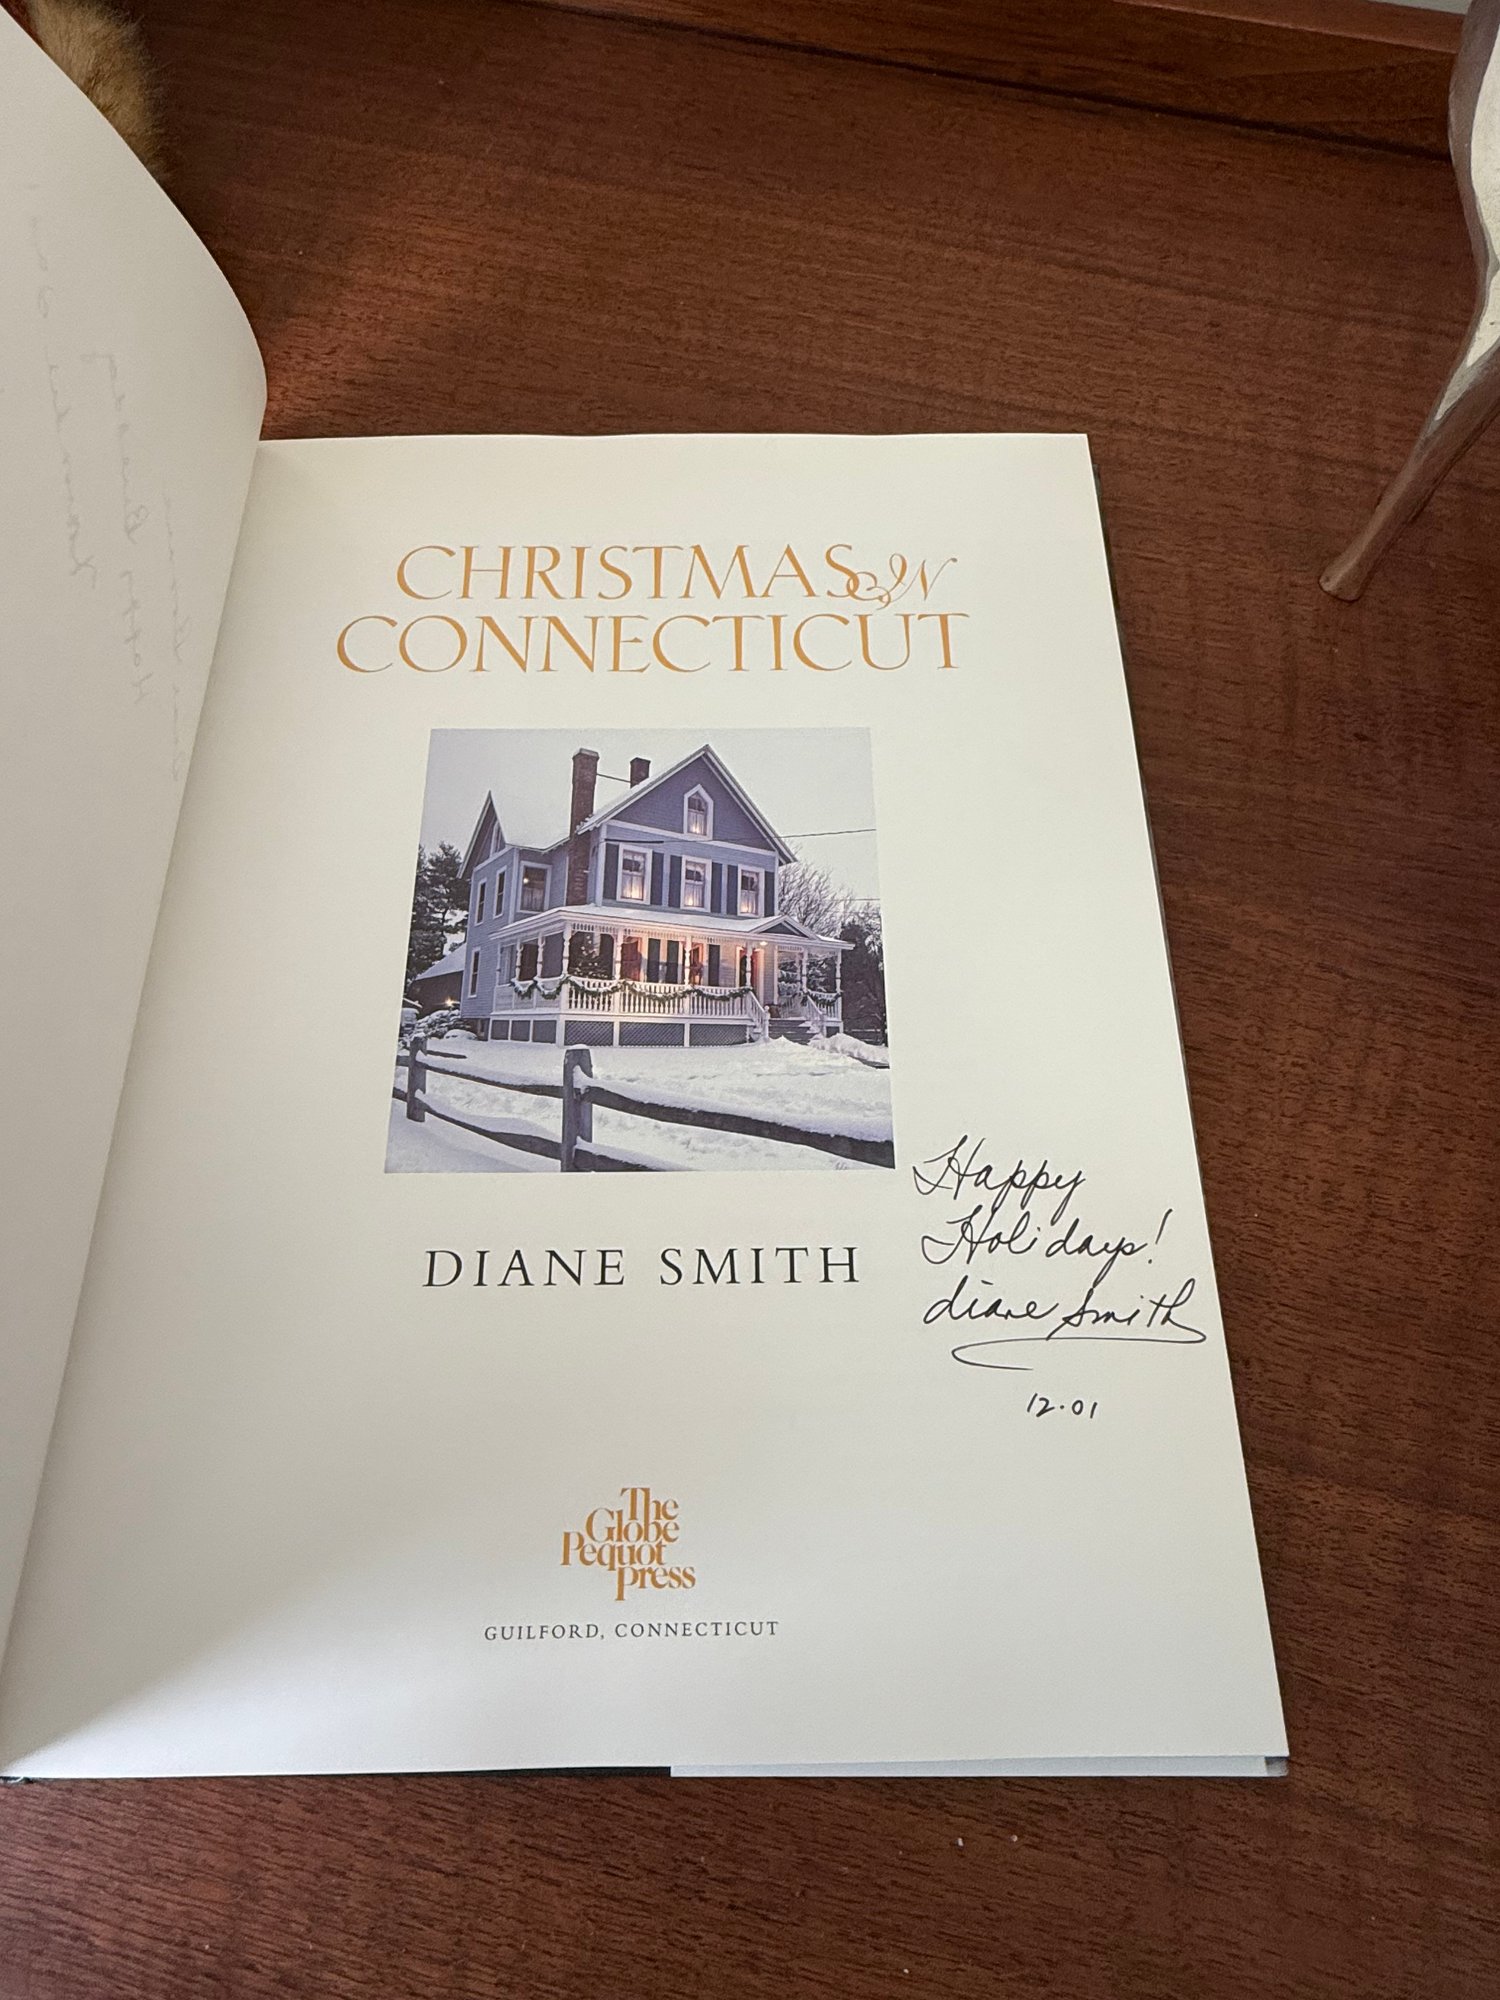 CHRISTMAS IN
CONNECTICUT
DIANE SMITH
Happy
Holidays!
diane smith
12.01
The
Globe
Pequot
Press
GUILFORD, CONNECTICUT